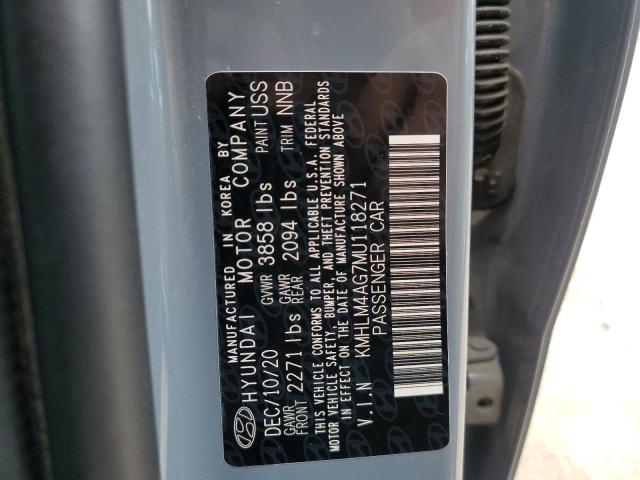 MANUFACTURED IN KOREA BY
HYUNDAI MOTOR COMPANY
DEC/10/20 GVWR 3858 lbs PAINT USS
GAWR FRONT 2271 lbs GAWR REAR 2094 lbs TRIM NNB
THIS VEHICLE CONFORMS TO ALL APPLICABLE U.S.A. FEDERAL
MOTOR VEHICLE SAFETY, BUMPER, AND THEFT PREVENTION STANDARDS
IN EFFECT ON THE DATE OF MANUFACTURE SHOWN ABOVE
V.I.N KMHLM4AG7MU118271
PASSENGER CAR